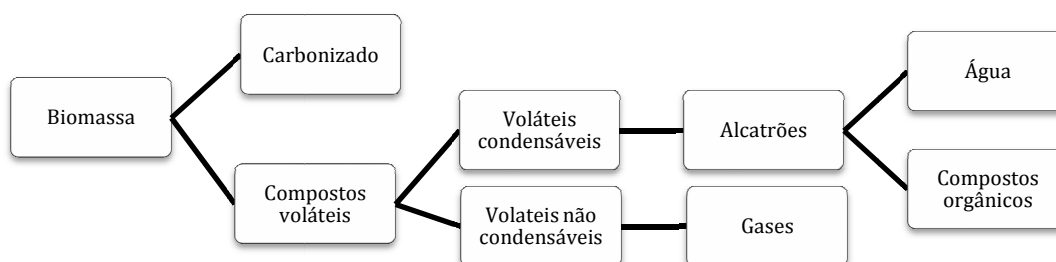 Biomassa
Carbonizado
Compostos
voláteis
Voláteis
condensáveis
Volateis não
condensáveis
Alcatrões
Gases
Água
Compostos
orgânicos